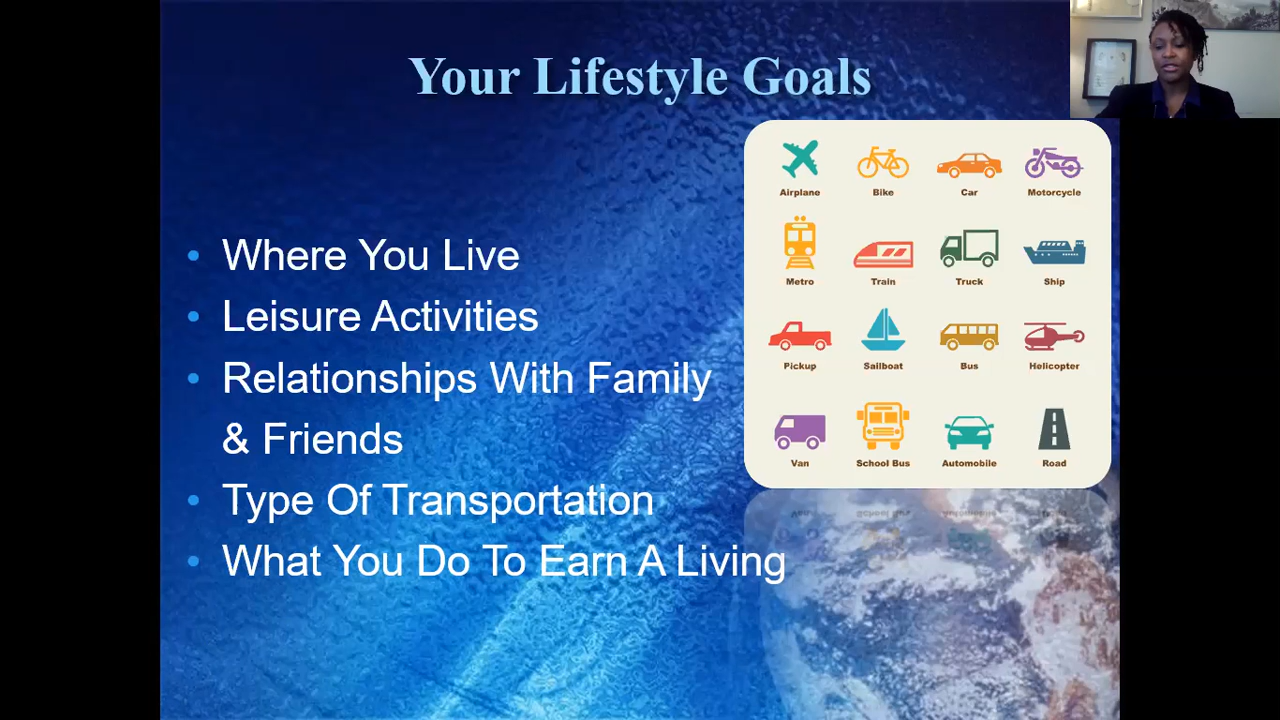 Your Lifestyle Goals
Airplane Bike Car Motorcycle
Metro Train Truck Ship
Pickup Sailboat Bus Helicopter
Van School Bus Automobile Road
• Where You Live
• Leisure Activities
• Relationships With Family
& Friends
• Type Of Transportation
• What You Do To Earn A Living